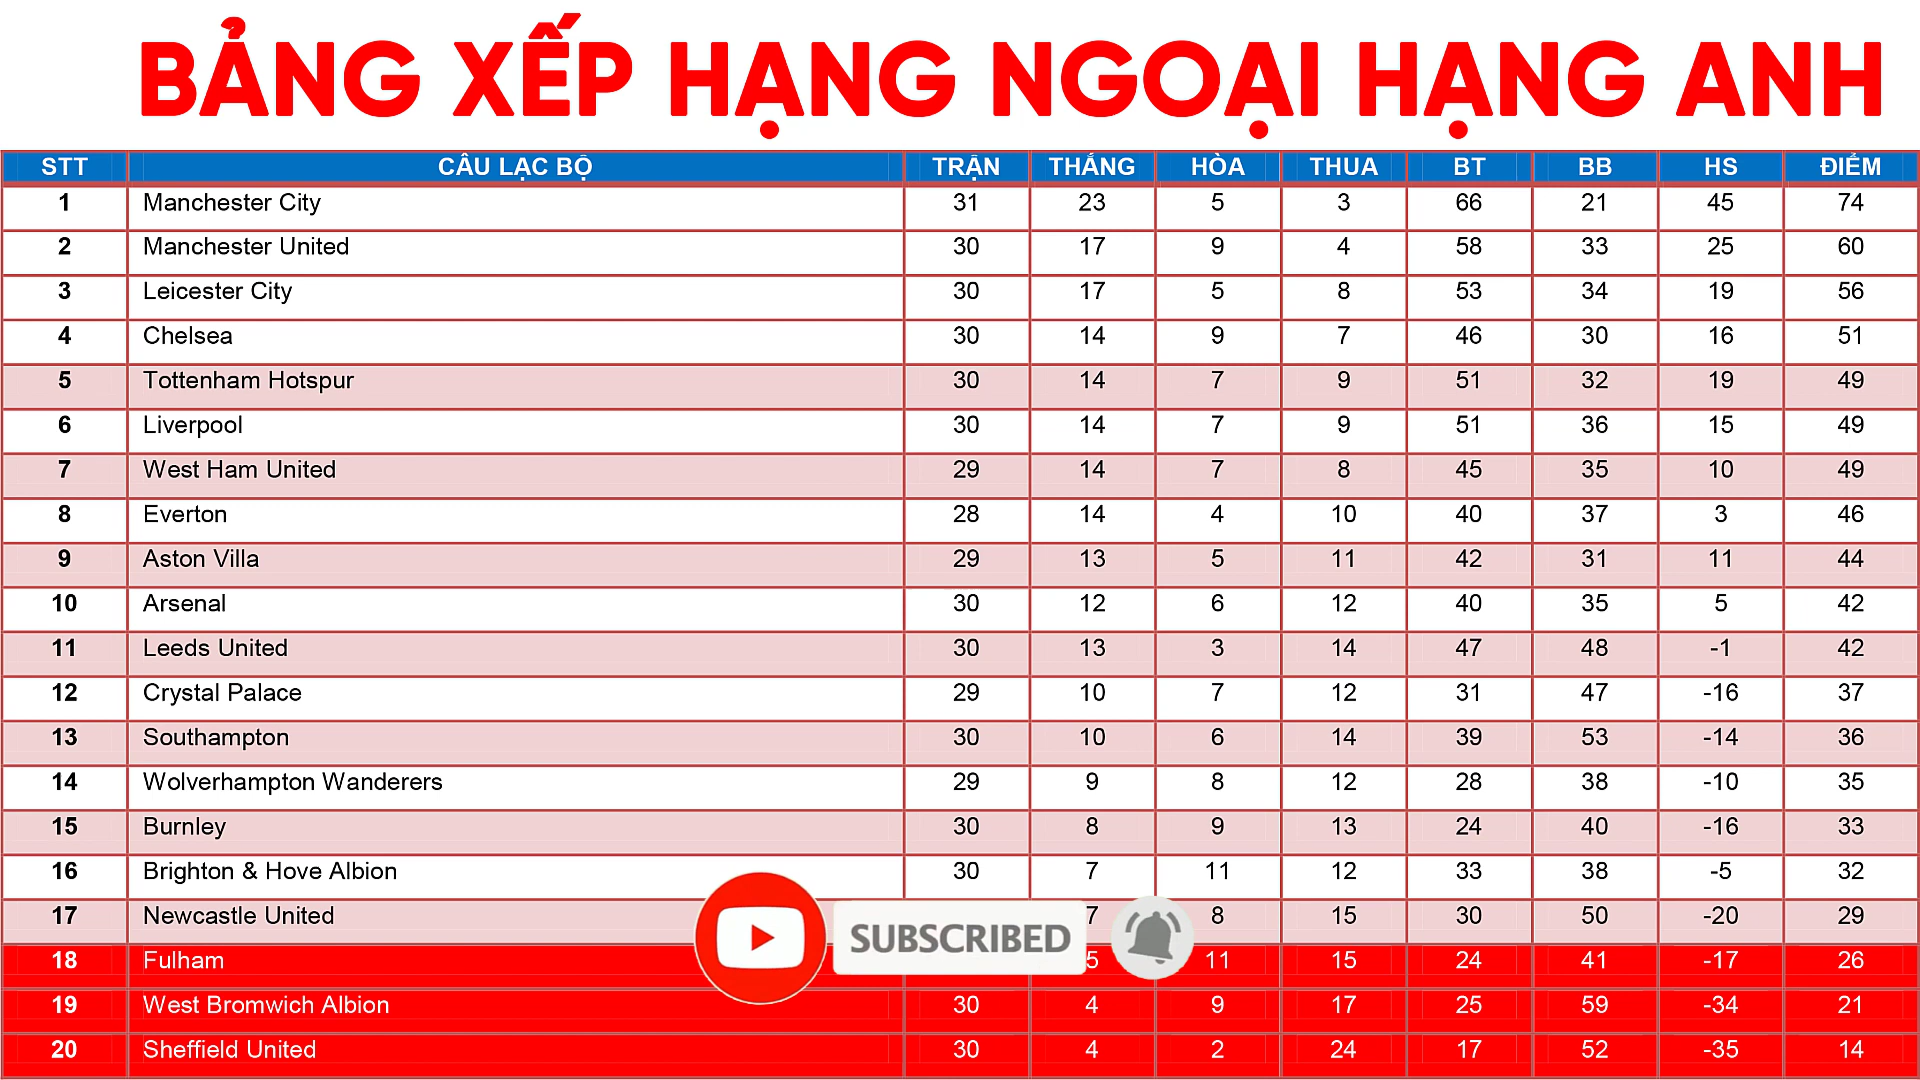 BẢNG XẾP HẠNG NGOẠI HẠNG ANH
STT CÂU LẠC BỘ TRẬN THẮNG HÒA THUA BT BB HS ĐIỂM
1 Manchester City 31 23 5 3 66 21 45 74
2 Manchester United 30 17 9 4 58 33 25 60
3 Leicester City 30 17 5 8 53 34 19 56
4 Chelsea 30 14 9 7 46 30 16 51
5 Tottenham Hotspur 30 14 7 9 51 32 19 49
6 Liverpool 30 14 7 9 51 36 15 49
7 West Ham United 29 14 7 8 45 35 10 49
8 Everton 28 14 4 10 40 37 3 46
9 Aston Villa 29 13 5 11 42 31 11 44
10 Arsenal 30 12 6 12 40 35 5 42
11 Leeds United 30 13 3 14 47 48 -1 42
12 Crystal Palace 29 10 7 12 31 47 -16 37
13 Southampton 30 10 6 14 39 53 -14 36
14 Wolverhampton Wanderers 29 9 8 12 28 38 -10 35
15 Burnley 30 8 9 13 24 40 -16 33
16 Brighton & Hove Albion 30 7 11 12 33 38 -5 32
17 Newcastle United 7 8 15 30 50 -20 29
SUBSCRIBED
18 Fulham 5 11 15 24 41 -17 26
19 West Bromwich Albion 30 4 9 17 25 59 -34 21
20 Sheffield United 30 4 2 24 17 52 -35 14